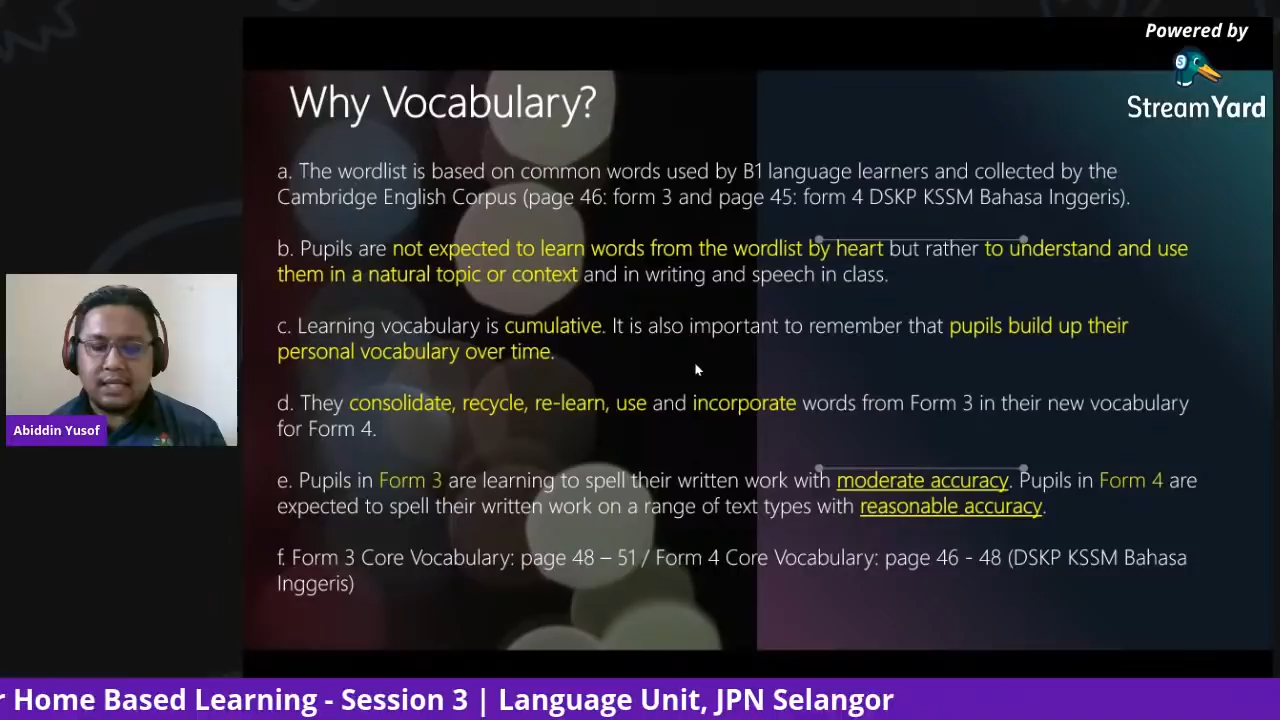 Powered by
StreamYard
Why Vocabulary?
a. The wordlist is based on common words used by B1 language learners and collected by the
Cambridge English Corpus (page 46: form 3 and page 45: form 4 DSKP KSSM Bahasa Inggeris).
b. Pupils are not expected to learn words from the wordlist by heart but rather to understand and use
them in a natural topic or context and in writing and speech in class.
c. Learning vocabulary is cumulative. It is also important to remember that pupils build up their
personal vocabulary over time.
d. They consolidate, recycle, re-learn, use and incorporate words from Form 3 in their new vocabulary
for Form 4.
e. Pupils in Form 3 are learning to spell their written work with moderate accuracy. Pupils in Form 4 are
expected to spell their written work on a range of text types with reasonable accuracy.
f. Form 3 Core Vocabulary: page 48 – 51 / Form 4 Core Vocabulary: page 46 - 48 (DSKP KSSM Bahasa
Inggeris)
Abiddin Yusof
r Home Based Learning - Session 3 | Language Unit, JPN Selangor